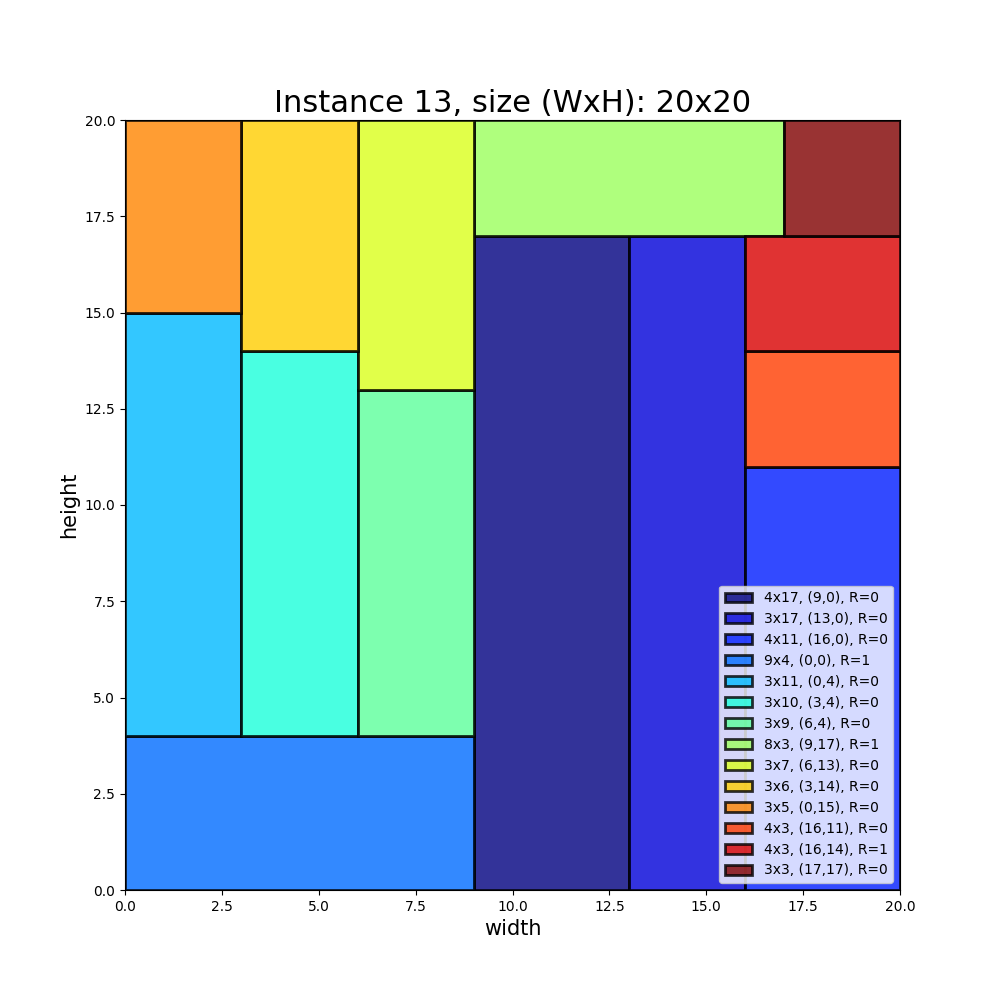 Instance 13, size (WxH): 20x20
20.0
17.5
15.0
12.5
10.0
7.5
5.0
2.5
0.0
height
4x17, (9,0), R=0
3x17, (13,0), R=0
4x11, (16,0), R=0
9x4, (0,0), R=1
3x11, (0,4), R=0
3x10, (3,4), R=0
3x9, (6,4), R=0
8x3, (9,17), R=1
3x7, (6,13), R=0
3x6, (3,14), R=0
3x5, (0,15), R=0
4x3, (16,11), R=0
4x3, (16,14), R=1
3x3, (17,17), R=0
0.0 2.5 5.0 7.5 10.0 12.5 15.0 17.5 20.0
width